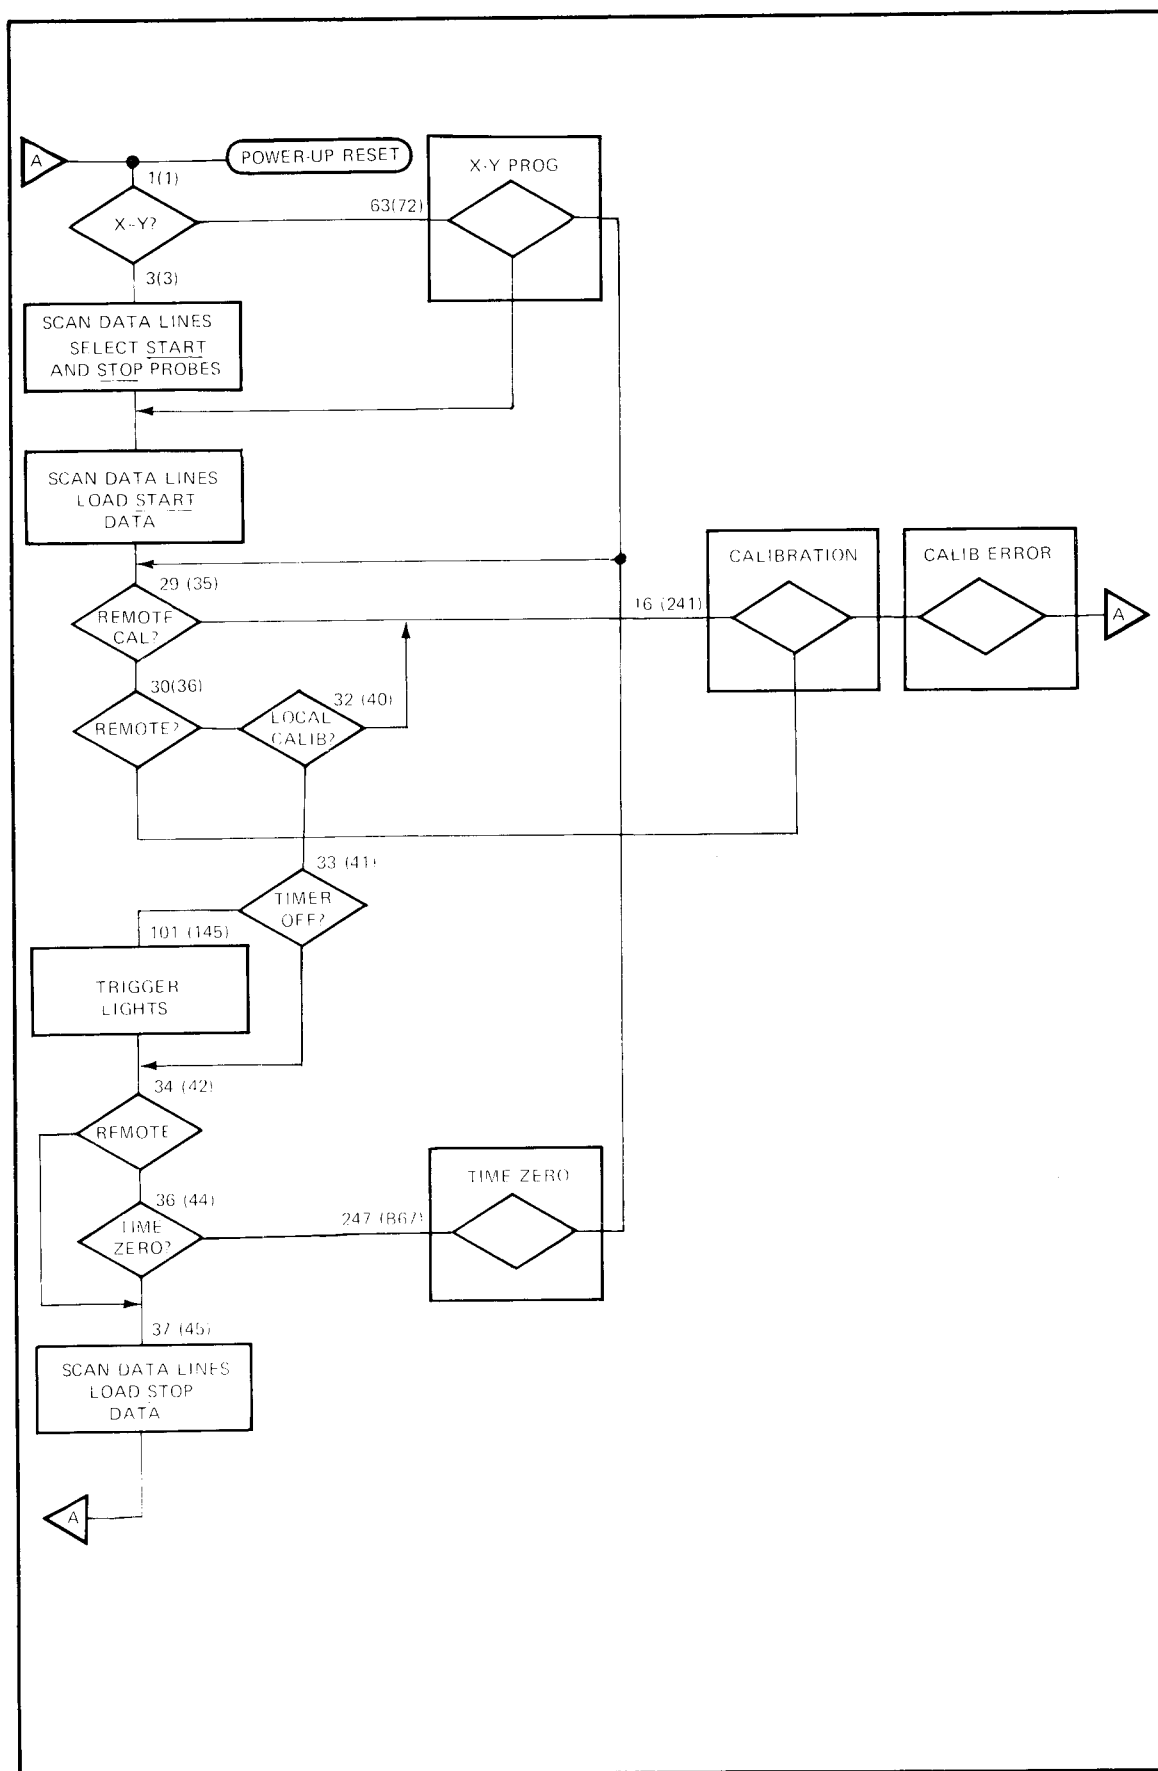 A
POWER-UP RESET
X-Y PROG
1(1)
X-Y?
63(72)
3(3)
SCAN DATA LINES
SELECT START
AND STOP PROBES
SCAN DATA LINES
LOAD START
DATA
29 (35)
REMOTE
CAL?
16 (241)
CALIBRATION
CALIB ERROR
A
30(36)
REMOTE?
32 (40)
LOCAL
CALIB?
33 (41)
TIMER
OFF?
101 (145)
TRIGGER
LIGHTS
34 (42)
REMOTE
36 (44)
TIME
ZERO?
247 (867)
TIME ZERO
37 (45)
SCAN DATA LINES
LOAD STOP
DATA
A